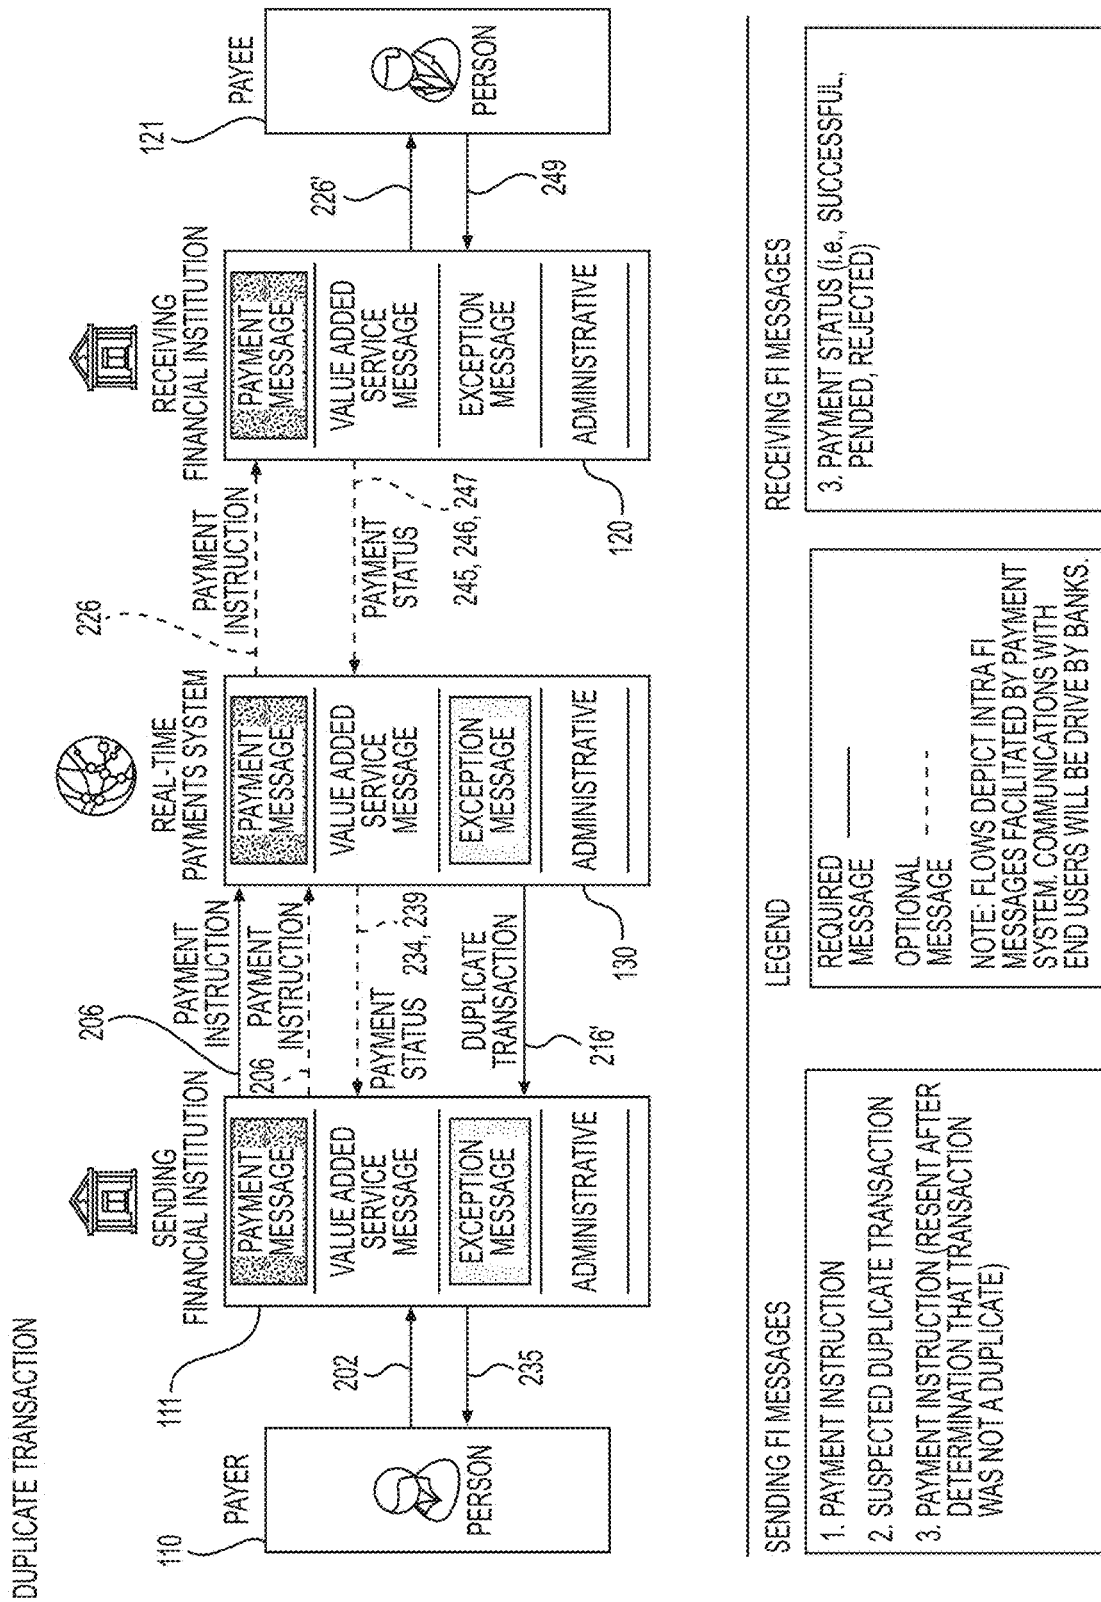 DUPLICATE TRANSACTION
PAYER
110
PERSON
202
235
SENDING
FINANCIAL INSTITUTION
111
PAYMENT
MESSAGE
VALUE ADDED
SERVICE
MESSAGE
EXCEPTION
MESSAGE
ADMINISTRATIVE
206
PAYMENT
INSTRUCTION
206
PAYMENT
INSTRUCTION
PAYMENT
STATUS 234, 239
DUPLICATE
TRANSACTION
216'
REAL-TIME
PAYMENTS SYSTEM
PAYMENT
MESSAGE
VALUE ADDED
SERVICE
MESSAGE
EXCEPTION
MESSAGE
ADMINISTRATIVE
130
226
PAYMENT
INSTRUCTION
PAYMENT
STATUS
245, 246, 247
RECEIVING
FINANCIAL INSTITUTION
PAYMENT
MESSAGE
VALUE ADDED
SERVICE
MESSAGE
EXCEPTION
MESSAGE
ADMINISTRATIVE
120
226'
249
PAYEE
121
PERSON
SENDING FI MESSAGES
1. PAYMENT INSTRUCTION
2. SUSPECTED DUPLICATE TRANSACTION
3. PAYMENT INSTRUCTION (RESENT AFTER
DETERMINATION THAT TRANSACTION
WAS NOT A DUPLICATE)
LEGEND
REQUIRED
MESSAGE
OPTIONAL
MESSAGE
NOTE: FLOWS DEPICT INTRA FI
MESSAGES FACILITATED BY PAYMENT
SYSTEM. COMMUNICATIONS WITH
END USERS WILL BE DRIVE BY BANKS.
RECEIVING FI MESSAGES
3. PAYMENT STATUS (i.e., SUCCESSFUL,
PENDED, REJECTED)